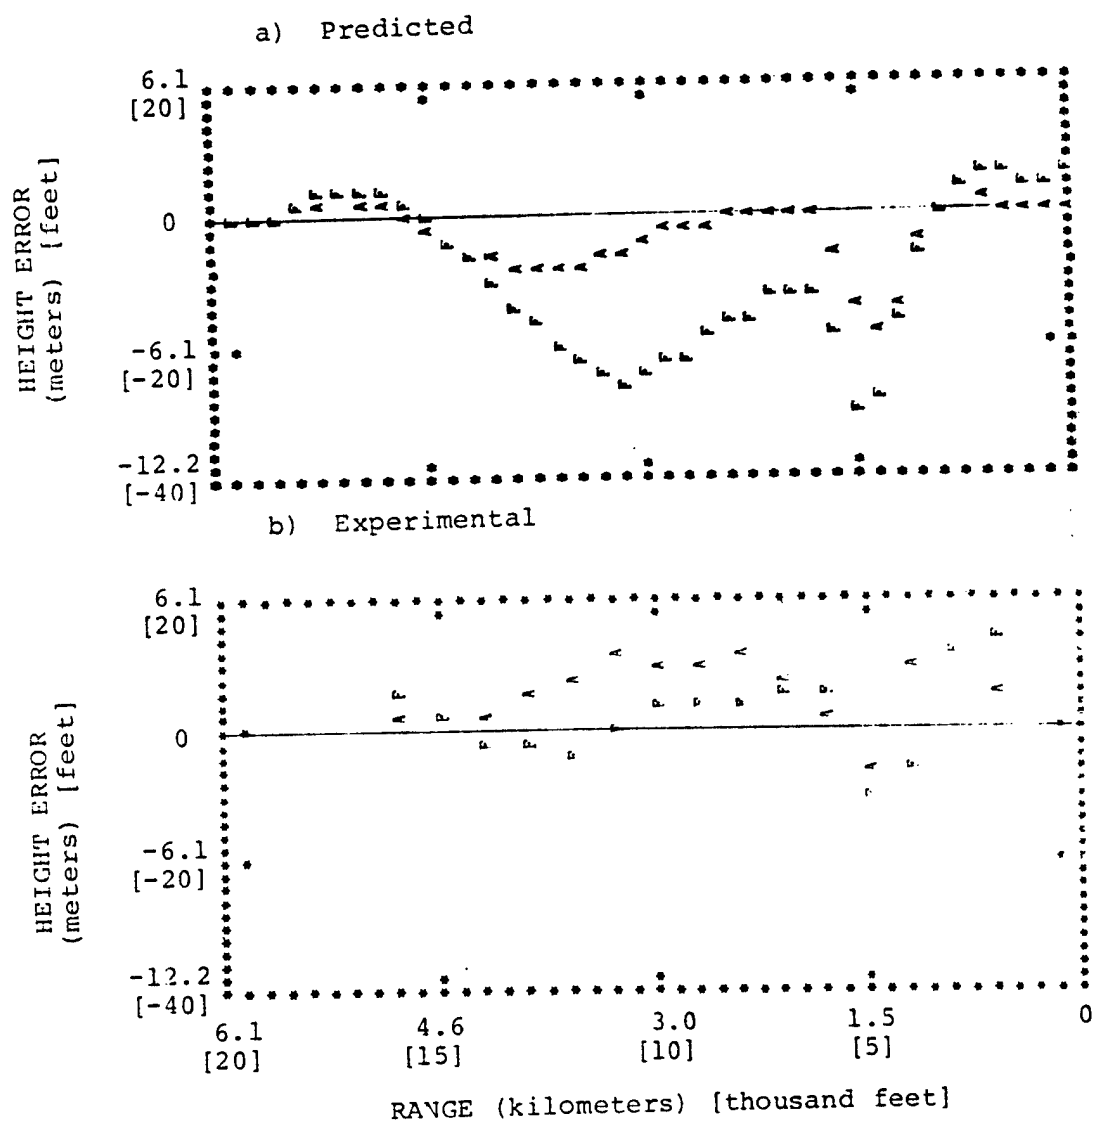 a) Predicted
6.1
[20]
0
-6.1
[-20]
-12.2
[-40]
HEIGHT ERROR
(meters) [feet]
b) Experimental
6.1
[20]
0
-6.1
[-20]
-12.2
[-40]
HEIGHT ERROR
(meters) [feet]
6.1 4.6 3.0 1.5 0
[20] [15] [10] [5]
RANGE (kilometers) [thousand feet]